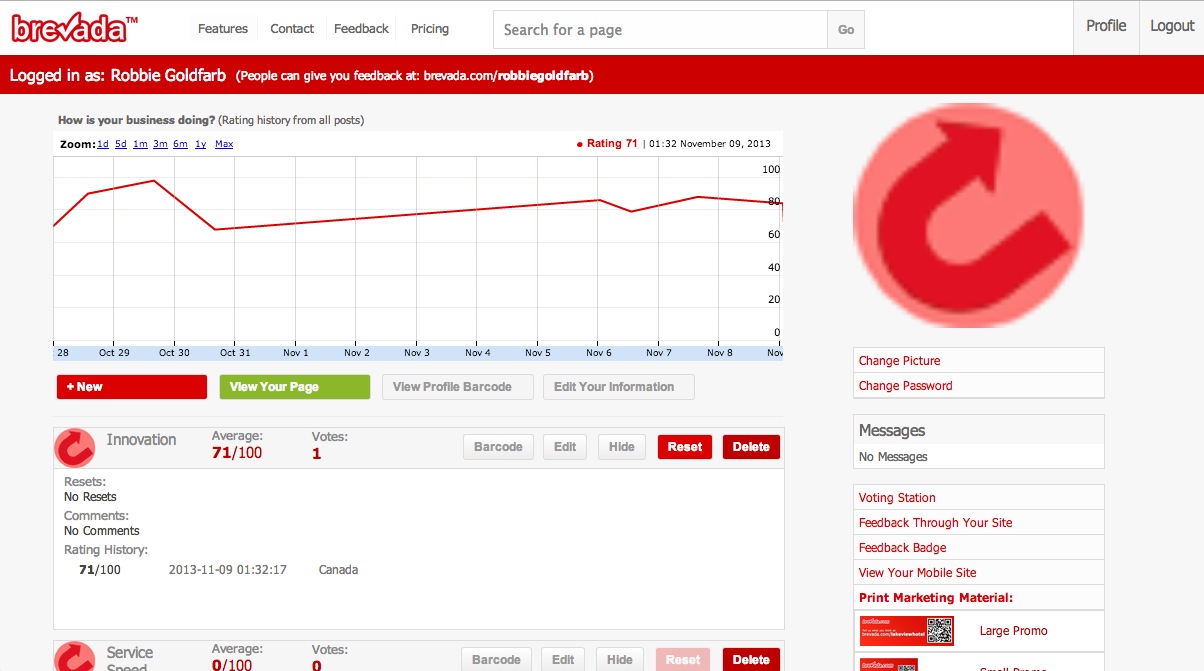 brevada™
Features Contact Feedback Pricing
Search for a page Go
Profile Logout
Logged in as: Robbie Goldfarb (People can give you feedback at: brevada.com/robbiegoldfarb)
How is your business doing? (Rating history from all posts)
Zoom: 1d 5d 1m 3m 6m 1y Max
Rating 71 | 01:32 November 09, 2013
100
80
60
40
20
0
28 Oct 29 Oct 30 Oct 31 Nov 1 Nov 2 Nov 3 Nov 4 Nov 5 Nov 6 Nov 7 Nov 8 Nov
+ New View Your Page View Profile Barcode Edit Your Information
Innovation
Average:
71/100
Votes:
1
Barcode Edit Hide Reset Delete
Resets:
No Resets
Comments:
No Comments
Rating History:
71/100 2013-11-09 01:32:17 Canada
Service
Speed
Average:
0/100
Votes:
0
Barcode Edit Hide Reset Delete
Change Picture
Change Password
Messages
No Messages
Voting Station
Feedback Through Your Site
Feedback Badge
View Your Mobile Site
Print Marketing Material:
brevada.com/lakeviewhotel
Large Promo
Small Promo